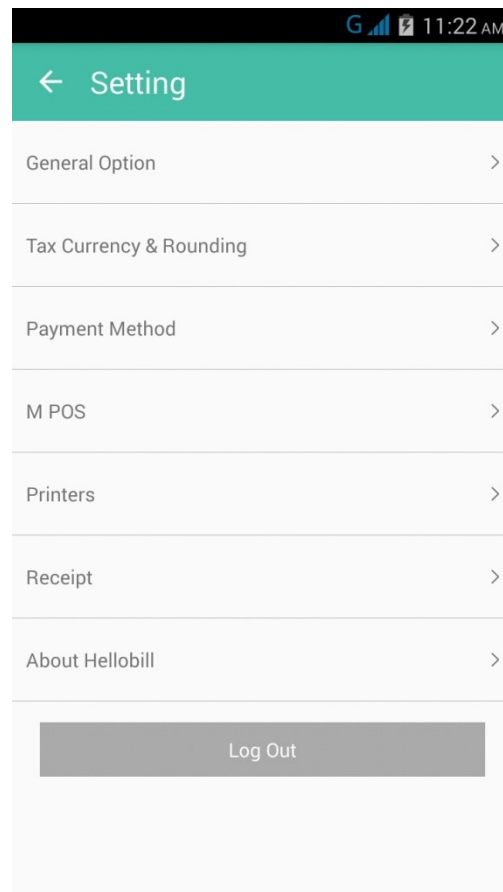 G 11:22 AM
Setting
General Option
Tax Currency & Rounding
Payment Method
M POS
Printers
Receipt
About Hellobill
Log Out